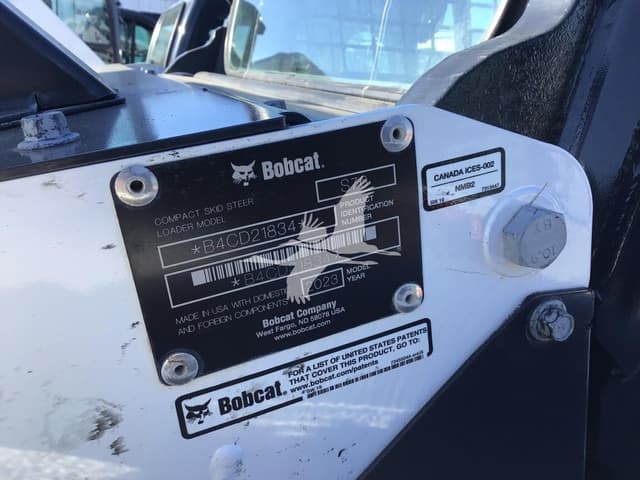 Bobcat.
COMPACT SKID STEER
LOADER MODEL
PRODUCT
IDENTIFICATION
NUMBER
*B4CD21834
*B4CD
MADE IN U.S.A. WITH DOMESTIC
AND FOREIGN COMPONENTS
2023
MODEL
YEAR
Bobcat Company
West Fargo, ND 58078 USA
www.bobcat.com
CANADA ICES-002
NMB2
Bobcat.
FOR A LIST OF UNITED STATES PATENTS
THAT COVER THIS PRODUCT, GO TO:
www.bobcat.com/patents